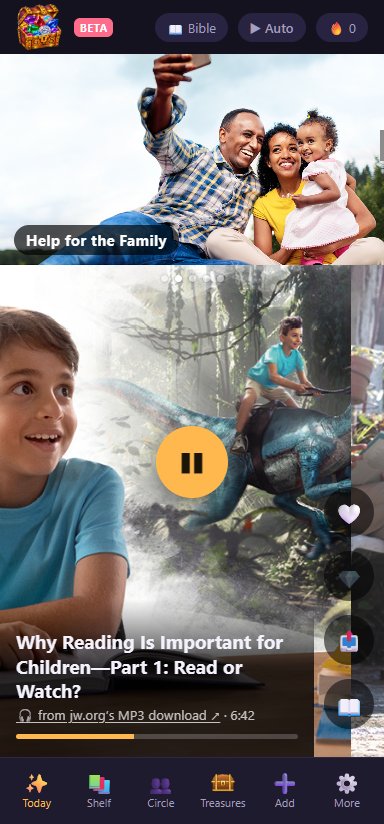 BETA
Bible
Auto
0
Help for the Family
Why Reading Is Important for
Children—Part 1: Read or
Watch?
from jw.org's MP3 download ↗ · 6:42
Today
Shelf
Circle
Treasures
Add
More